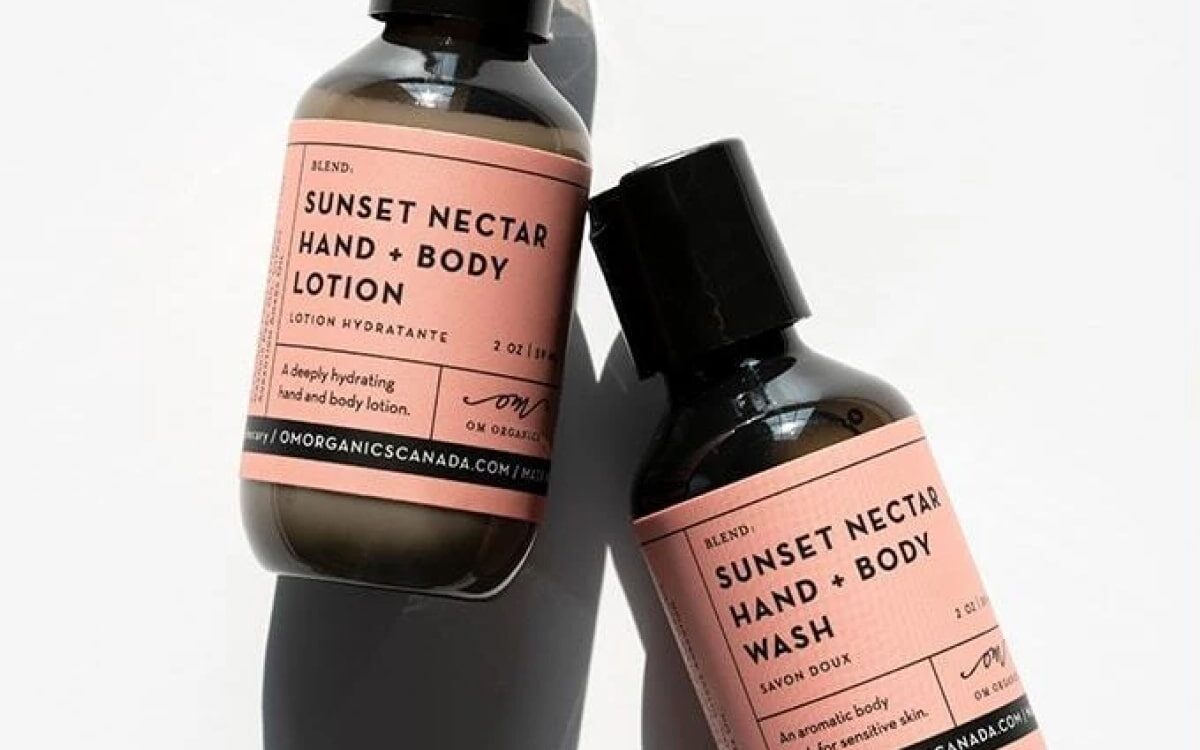 BLEND:
SUNSET NECTAR
HAND + BODY
LOTION
LOTION HYDRATANTE
2 OZ |
A deeply hydrating
hand and body lotion.
om
OM ORGANICS
/ OMORGANICSCANADA.COM /
BLEND:
SUNSET NECTAR
HAND + BODY
WASH
SAVON DOUX
2 OZ |
An aromatic body
for sensitive skin.
om
OM
CANADA.COM /